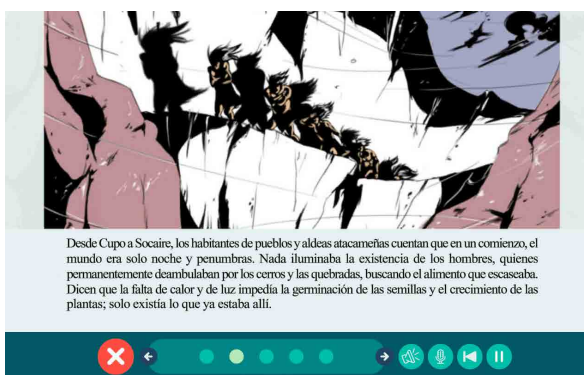 Desde Cupo a Socaire, los habitantes de pueblos y aldeas atacameñas cuentan que en un comienzo, el
mundo era solo noche y penumbras. Nada iluminaba la existencia de los hombres, quienes
permanentemente deambulaban por los cerros y las quebradas, buscando el alimento que escaseaba.
Dicen que la falta de calor y de luz impedía la germinación de las semillas y el crecimiento de las
plantas; solo existía lo que ya estaba allí.